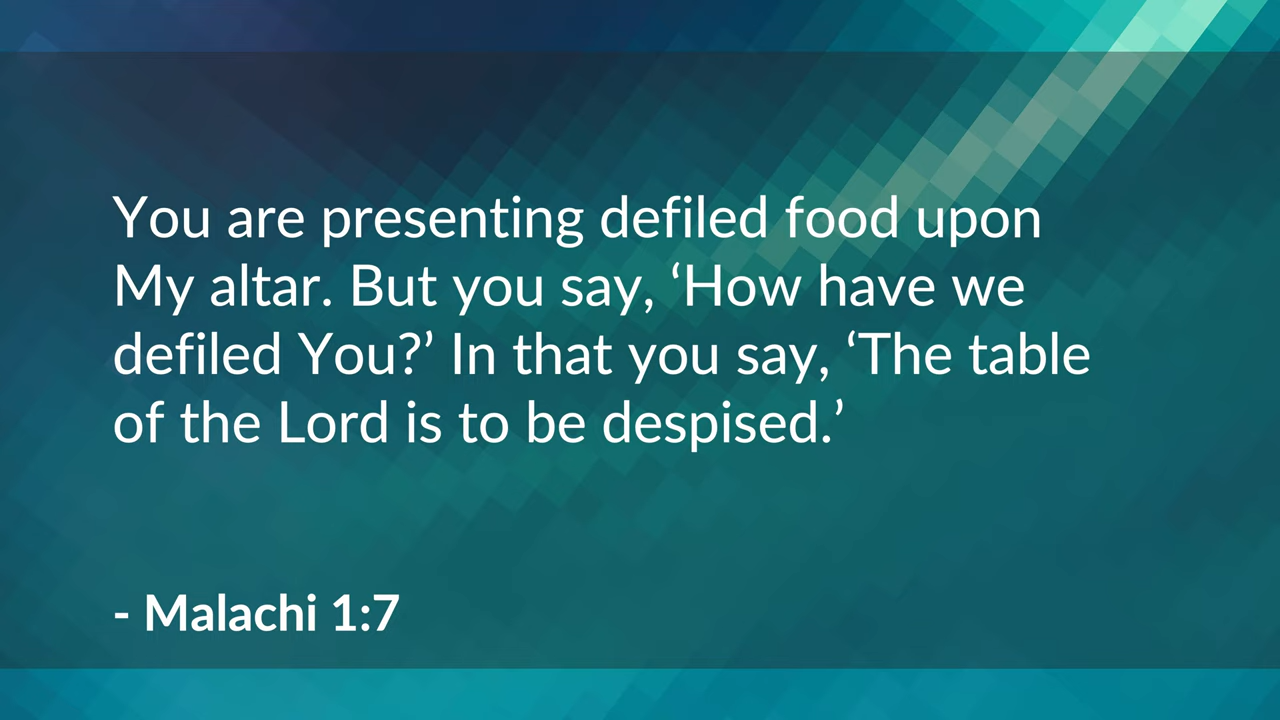 You are presenting defiled food upon
My altar. But you say, ‘How have we
defiled You?’ In that you say, ‘The table
of the Lord is to be despised.’
- Malachi 1:7